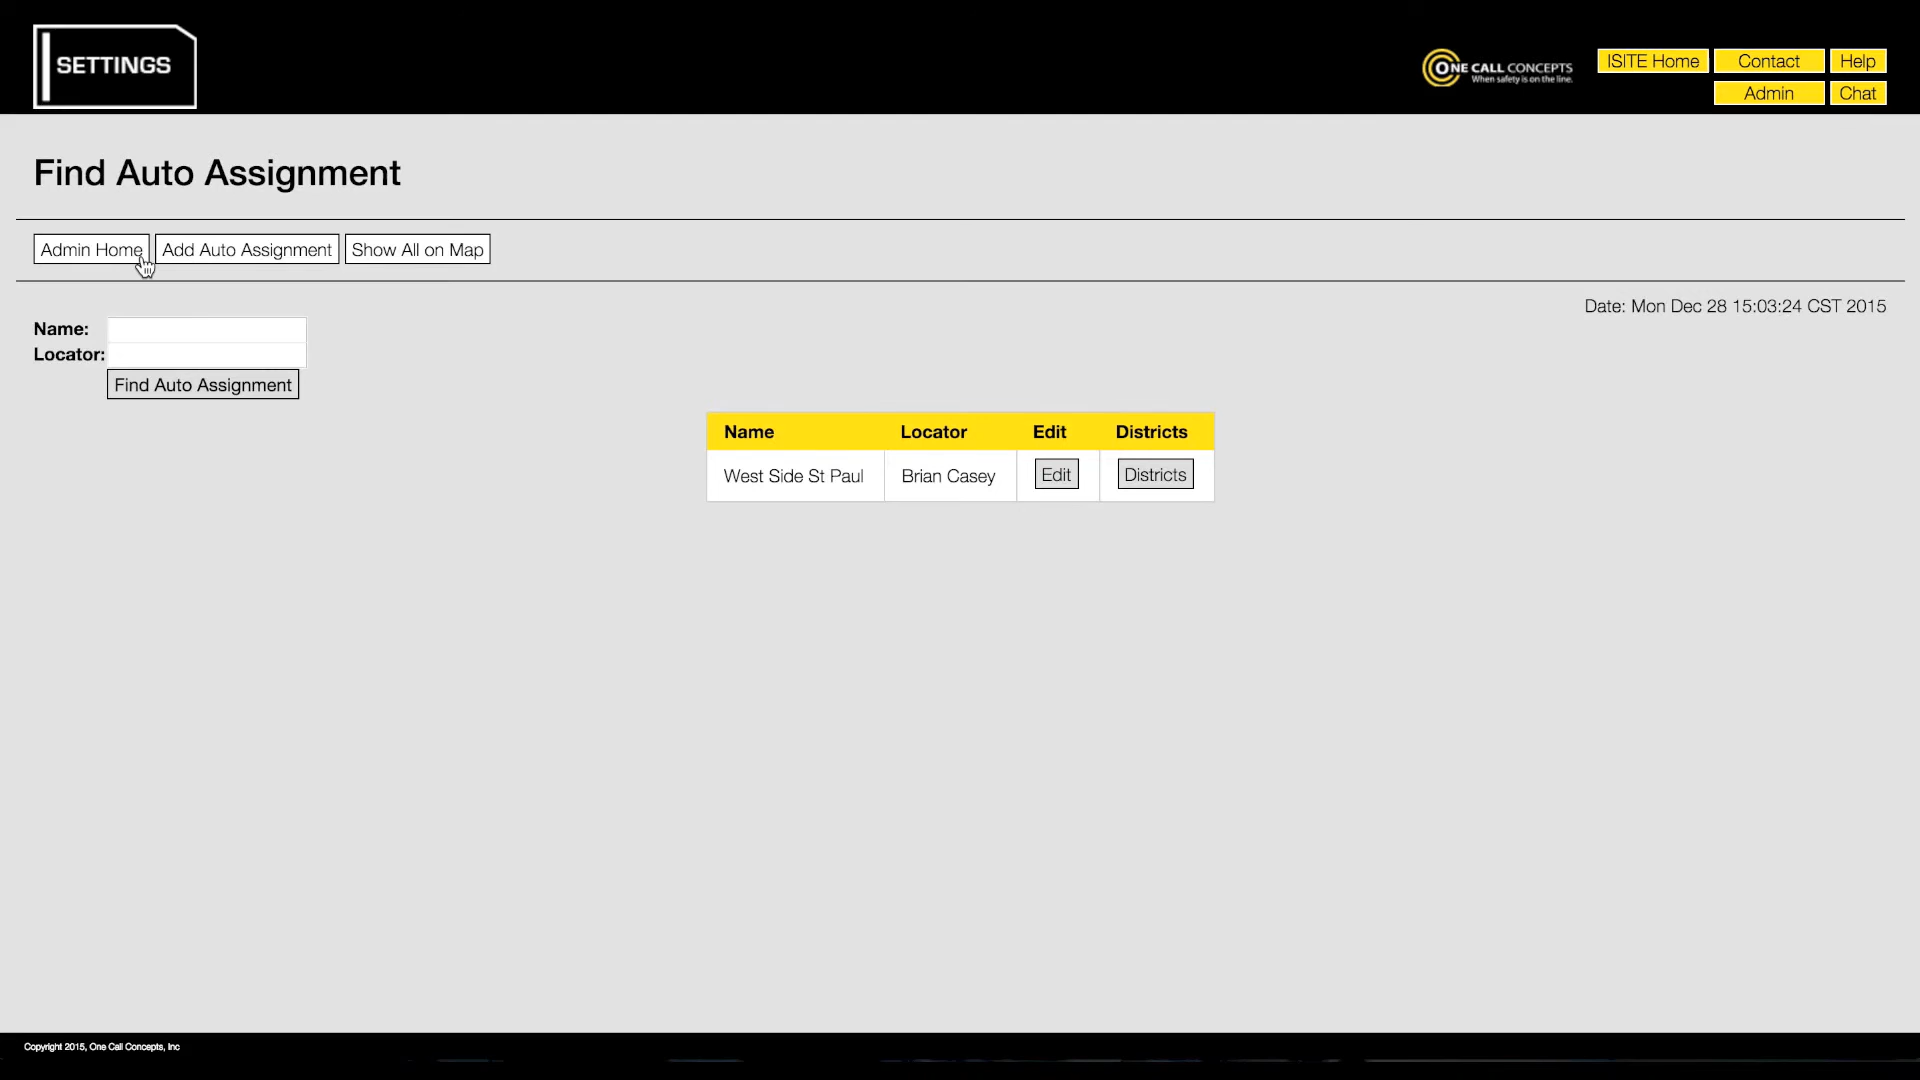 SETTINGS
ONE CALL CONCEPTS
When safety is on the line.
ISITE Home Contact Help
Admin Chat
Find Auto Assignment
Admin Home Add Auto Assignment Show All on Map
Date: Mon Dec 28 15:03:24 CST 2015
Name:
Locator:
Find Auto Assignment
Name Locator Edit Districts
West Side St Paul Brian Casey Edit Districts
Copyright 2015, One Call Concepts, Inc